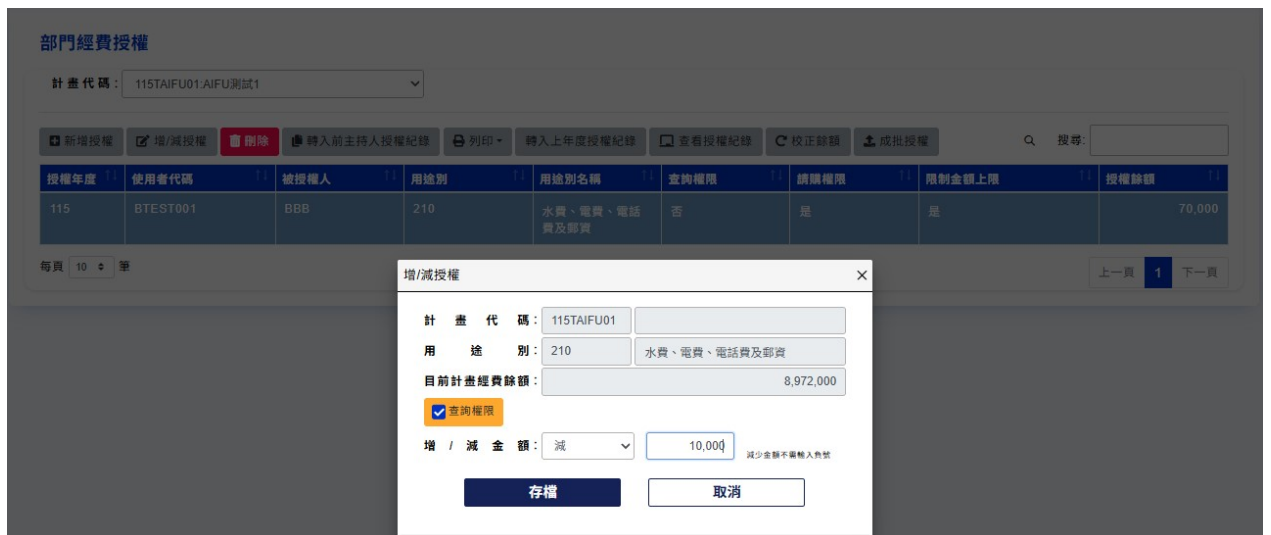 部門經費授權
計畫代碼： 115TAIFU01:AIFU測試1
新增授權 增/減授權 刪除 轉入前主持人授權紀錄 列印 轉入上年度授權紀錄 查看授權紀錄 校正餘額 成批授權 搜尋:
授權年度 使用者代碼 被授權人 用途別 用途別名稱 查詢權限 請購權限 限制金額上限 授權餘額
115 BTEST001 BBB 210 水費、電費、電話 否 是 是 70,000
費及郵資
每頁 10 筆 上一頁 1 下一頁
增/減授權 ×
計畫代碼： 115TAIFU01
用途別： 210 水費、電費、電話費及郵資
目前計畫經費餘額： 8,972,000
查詢權限
增/減金額： 減 10,000 減少金額不需輸入負號
存檔 取消